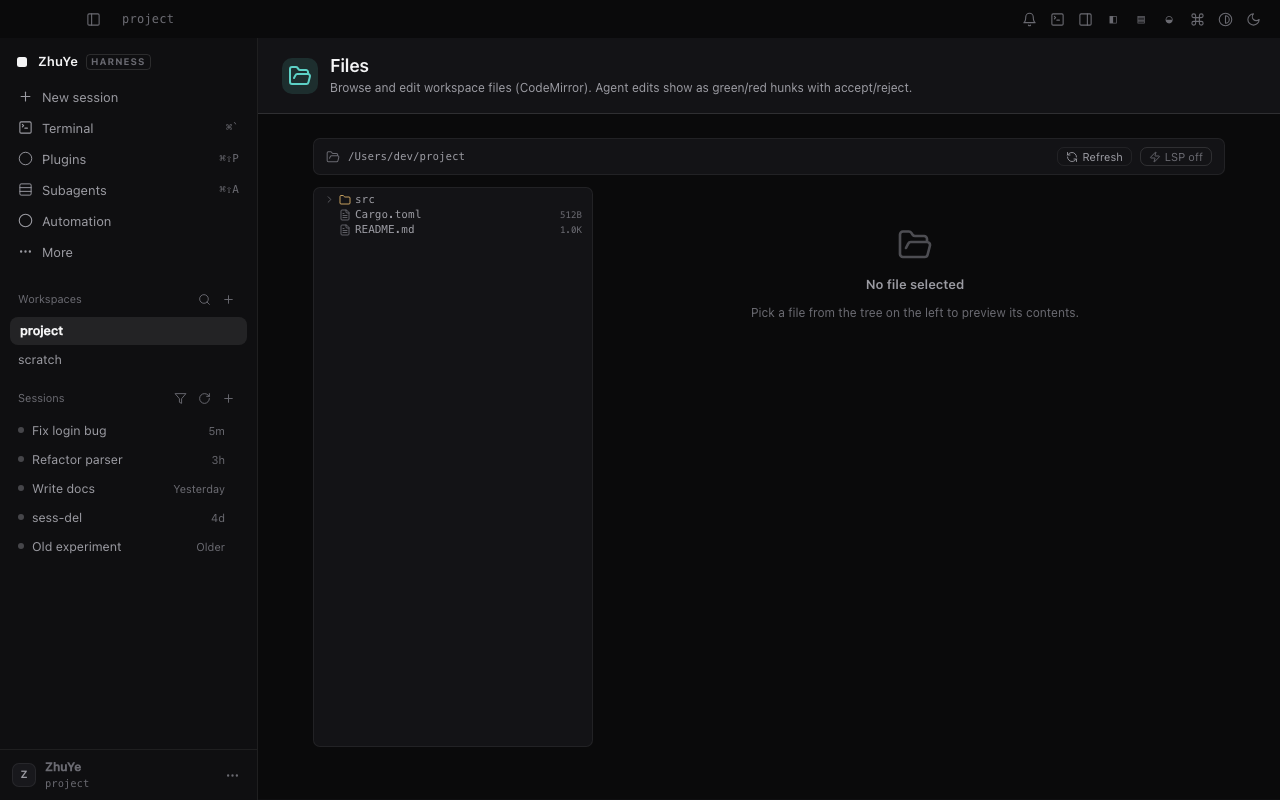 project
ZhuYe HARNESS
New session
Terminal ⌘`
Plugins ⌘⇧P
Subagents ⌘⇧A
Automation
More
Workspaces
project
scratch
Sessions
Fix login bug 5m
Refactor parser 3h
Write docs Yesterday
sess-del 4d
Old experiment Older
Z ZhuYe
project
Files
Browse and edit workspace files (CodeMirror). Agent edits show as green/red hunks with accept/reject.
/Users/dev/project Refresh LSP off
src
Cargo.toml 512B
README.md 1.0K
No file selected
Pick a file from the tree on the left to preview its contents.